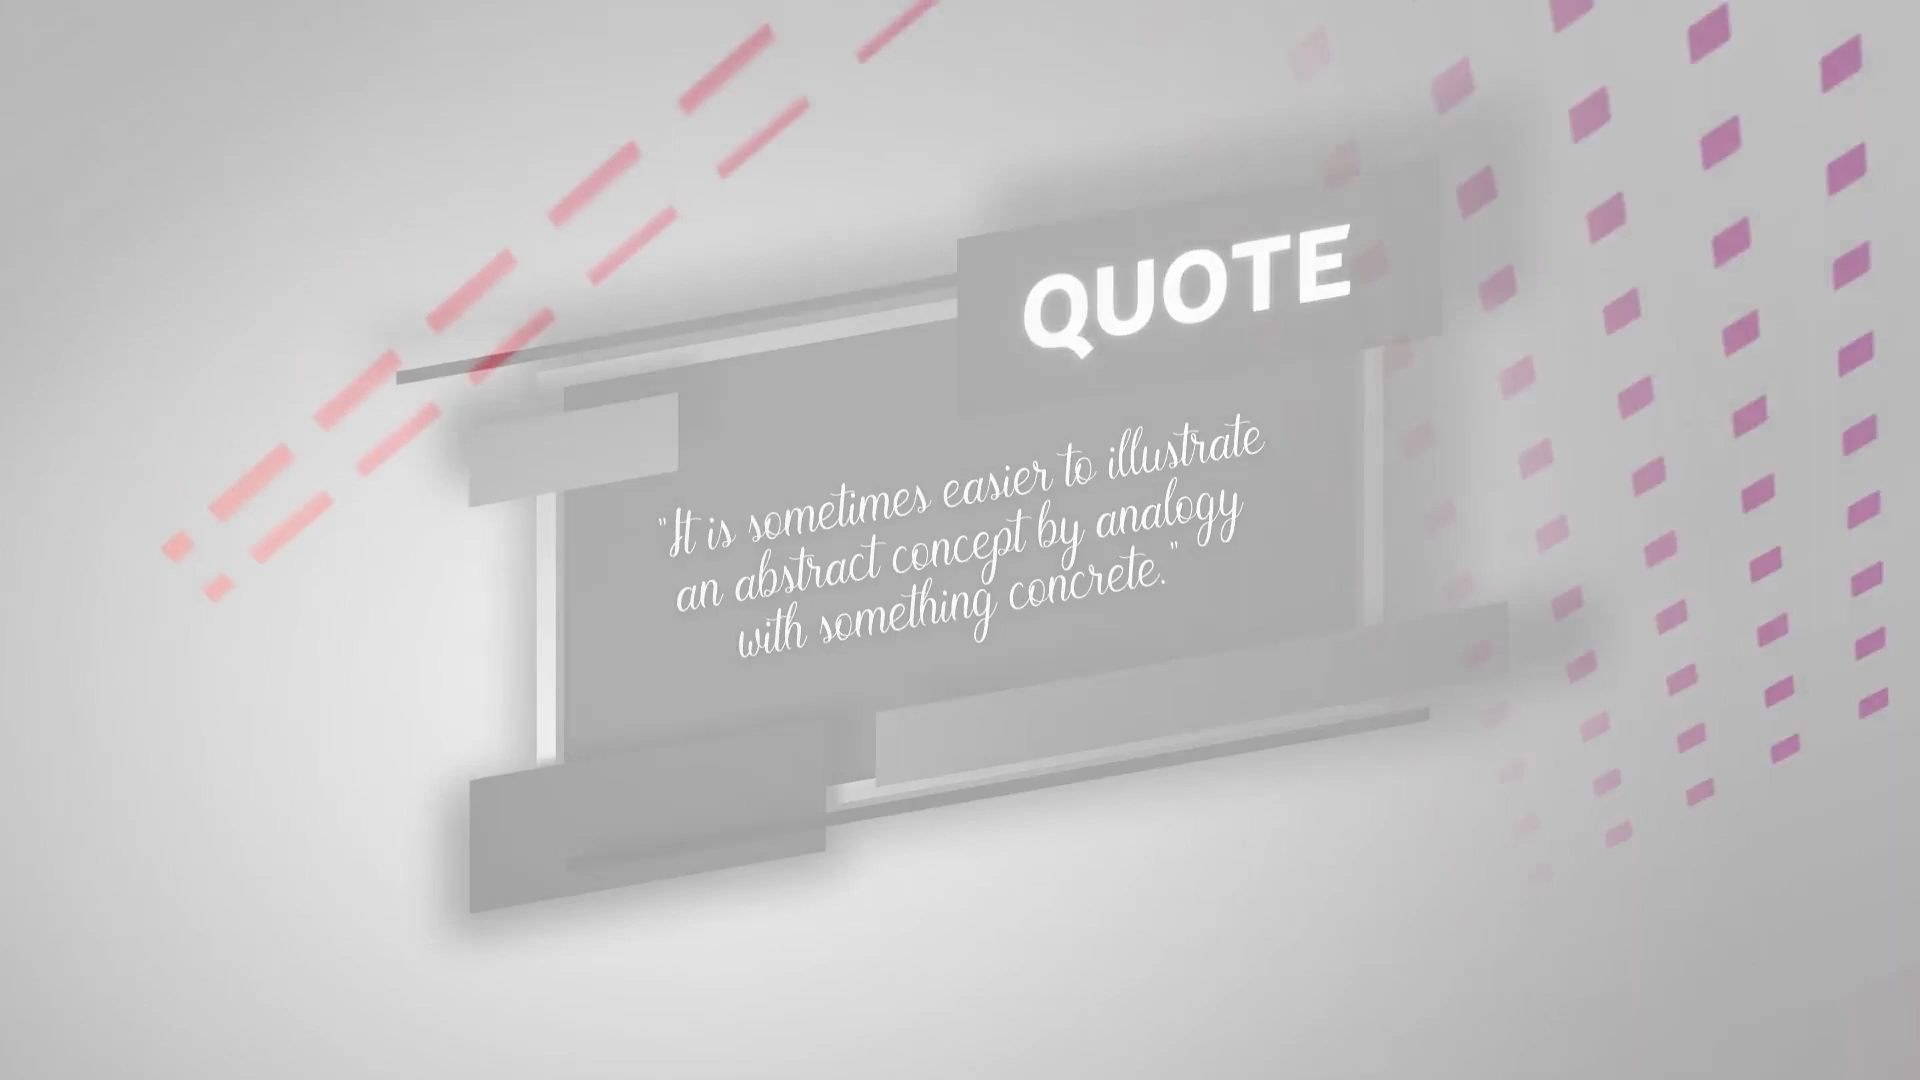 QUOTE
"It is sometimes easier to illustrate
an abstract concept by analogy
with something concrete."